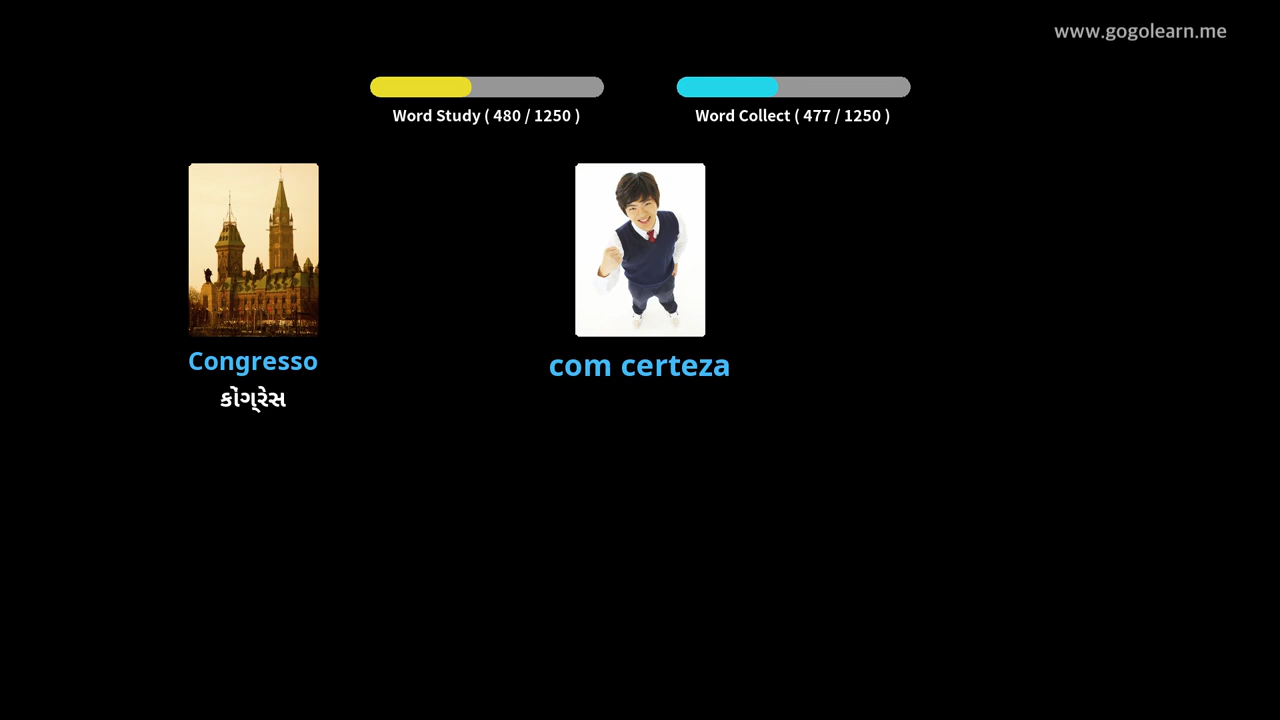 www.gogolearn.me
Word Study ( 480 / 1250 )
Word Collect ( 477 / 1250 )
Congresso
કોંગ્રેસ
com certeza